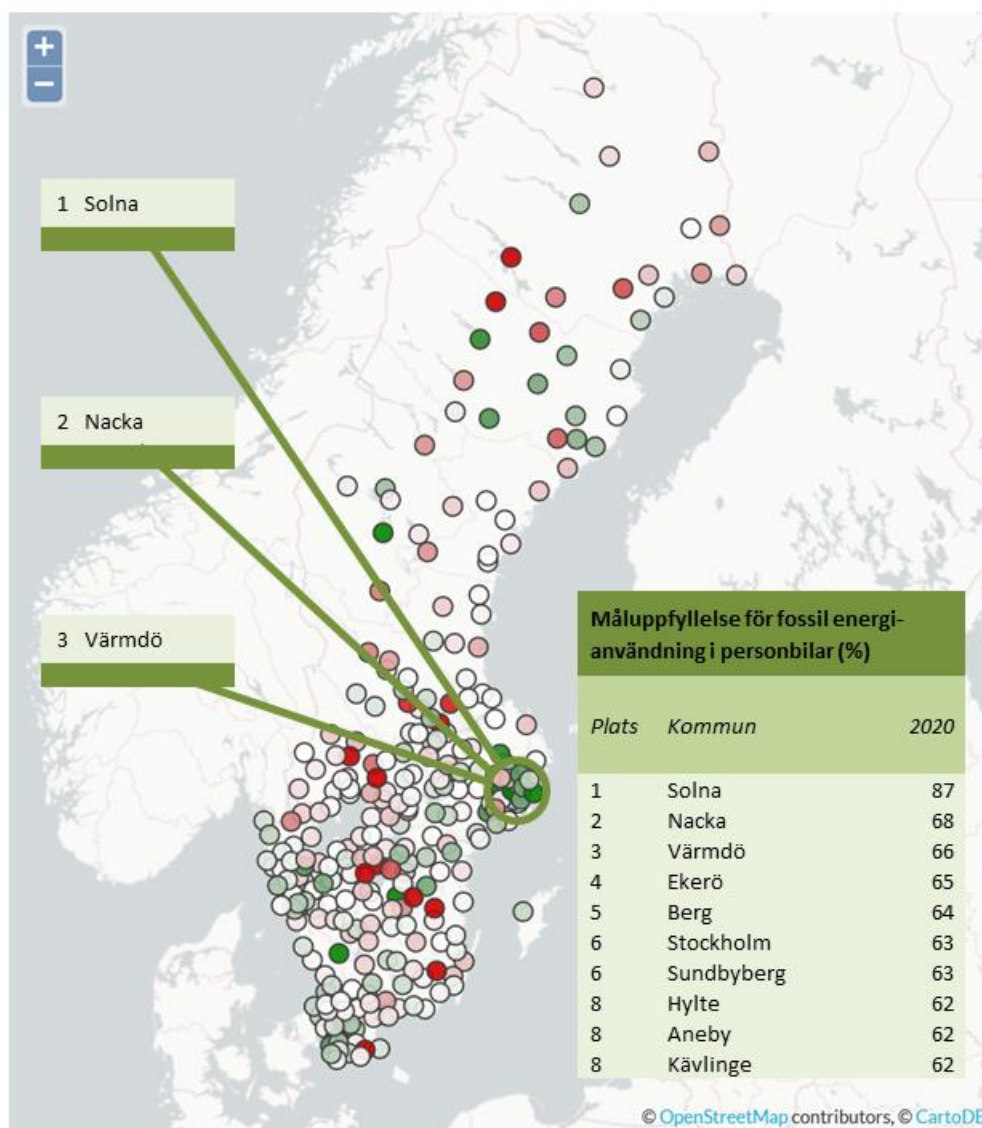 +
−
1 Solna
2 Nacka
3 Värmdö
Måluppfyllelse för fossil energi-
användning i personbilar (%)
Plats Kommun 2020
1 Solna 87
2 Nacka 68
3 Värmdö 66
4 Ekerö 65
5 Berg 64
6 Stockholm 63
6 Sundbyberg 63
8 Hylte 62
8 Aneby 62
8 Kävlinge 62
© OpenStreetMap contributors, © CartoDB